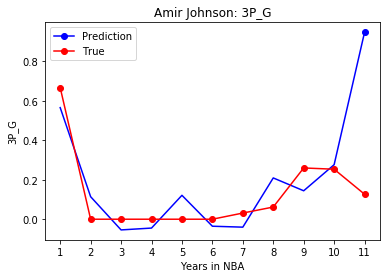 Amir Johnson: 3P_G
Prediction
True
3P_G
0.8
0.6
0.4
0.2
0.0
1 2 3 4 5 6 7 8 9 10 11
Years in NBA